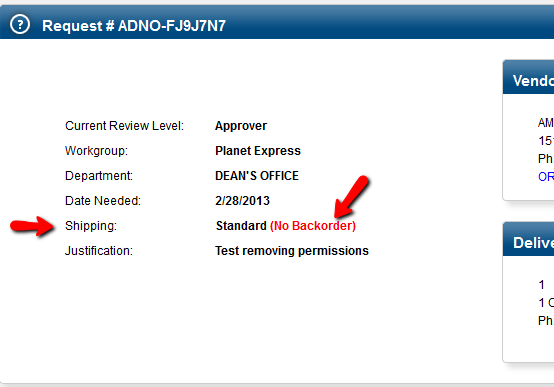 ? Request # ADNO-FJ9J7N7
Current Review Level: Approver
Workgroup: Planet Express
Department: DEAN'S OFFICE
Date Needed: 2/28/2013
Shipping: Standard (No Backorder)
Justification: Test removing permissions
Vendo
AM
15
Ph
OR
Delive
1
1 C
Ph